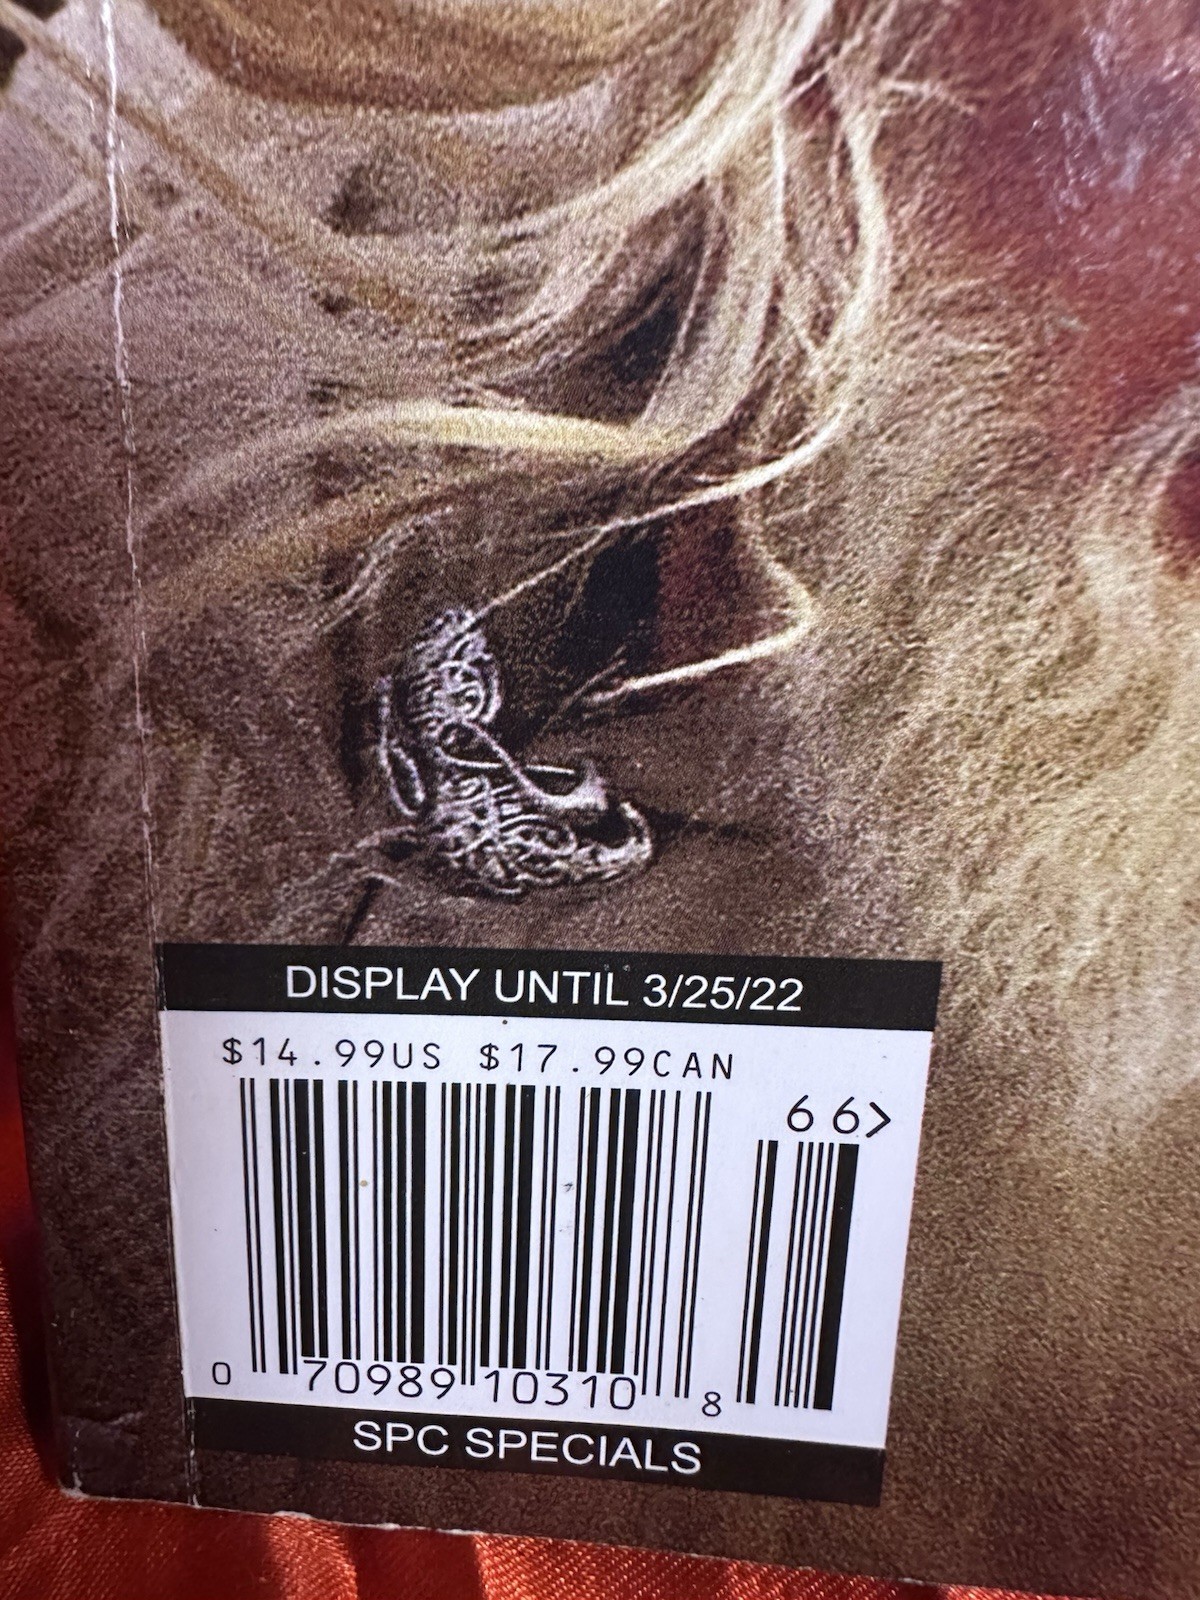 DISPLAY UNTIL 3/25/22
$14.99US $17.99CAN
66>
0 70989 10310 8
SPC SPECIALS